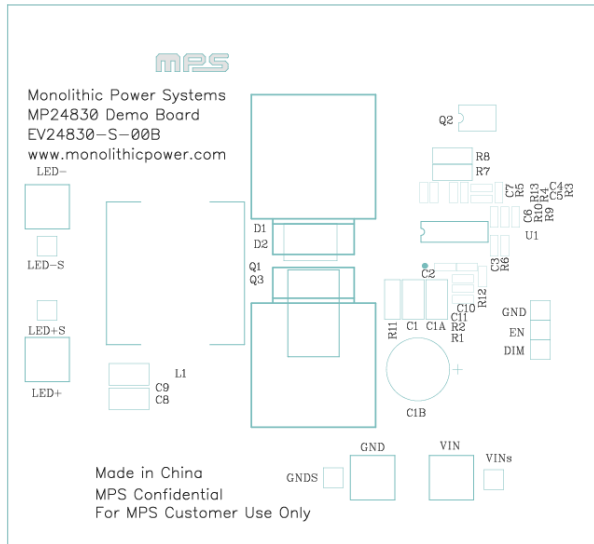 MPS
Monolithic Power Systems
MP24830 Demo Board
EV24830-S-00B
www.monolithicpower.com
LED-
LED-S
LED+S
LED+
D1
D2
Q1
Q3
L1
C9
C8
Q2
R8
R7
C7
R5
R13
R4
C4
C5
R3
C6
R10
R9
U1
C3
R6
C2
R12
C10
C11
R2
R1
R11
C1
C1A
C1B
GND
EN
DIM
GND
VIN
GNDS
VINs
Made in China
MPS Confidential
For MPS Customer Use Only